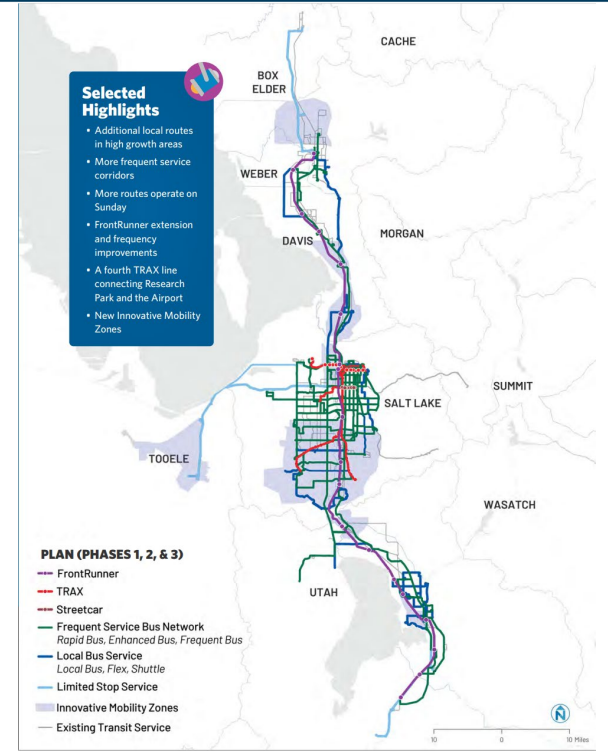 CACHE
BOX
ELDER
Selected
Highlights
• Additional local routes
in high growth areas
• More frequent service
corridors
• More routes operate on
Sunday
• FrontRunner extension
and frequency
improvements
• A fourth TRAX line
connecting Research
Park and the Airport
• New Innovative Mobility
Zones
WEBER
DAVIS
MORGAN
SUMMIT
SALT LAKE
TOOELE
WASATCH
UTAH
PLAN (PHASES 1, 2, & 3)
FrontRunner
TRAX
Streetcar
Frequent Service Bus Network
Rapid Bus, Enhanced Bus, Frequent Bus
Local Bus Service
Local Bus, Flex, Shuttle
Limited Stop Service
Innovative Mobility Zones
Existing Transit Service
N
10 0 10 Miles